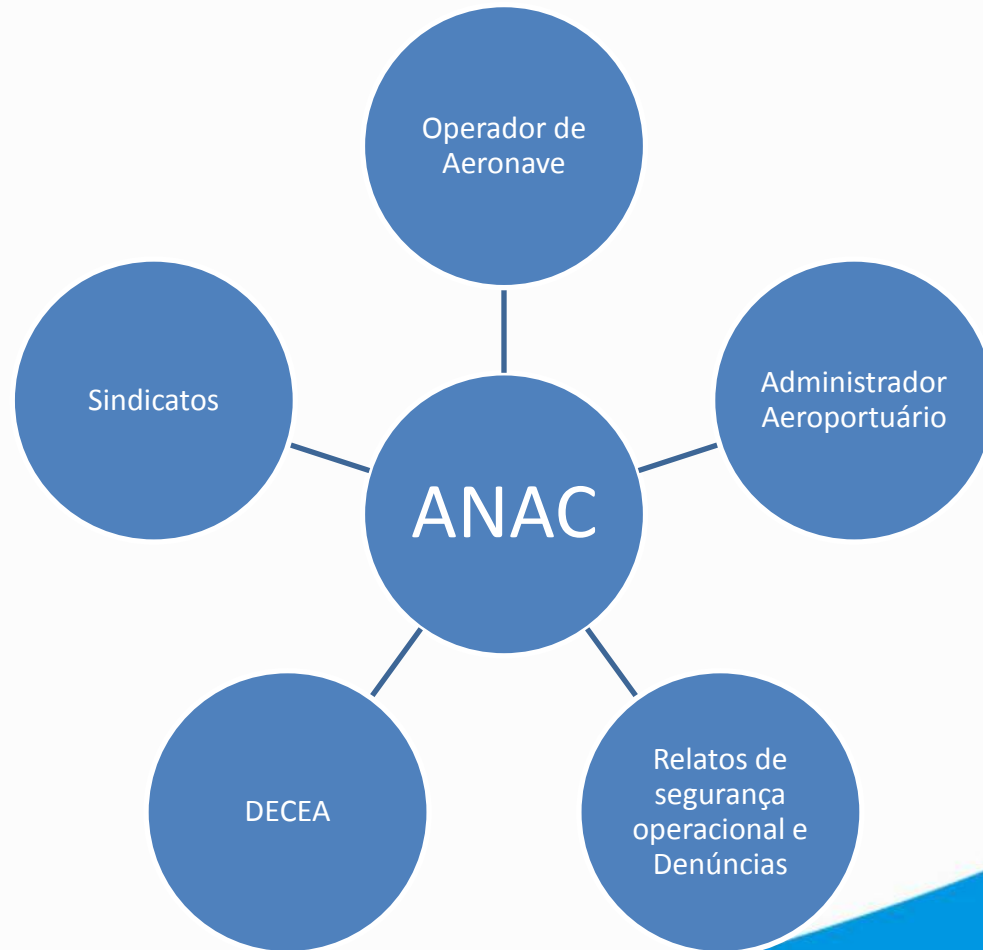 Operador de
Aeronave
Sindicatos
Administrador
Aeroportuário
ANAC
DECEA
Relatos de
segurança
operacional e
Denúncias